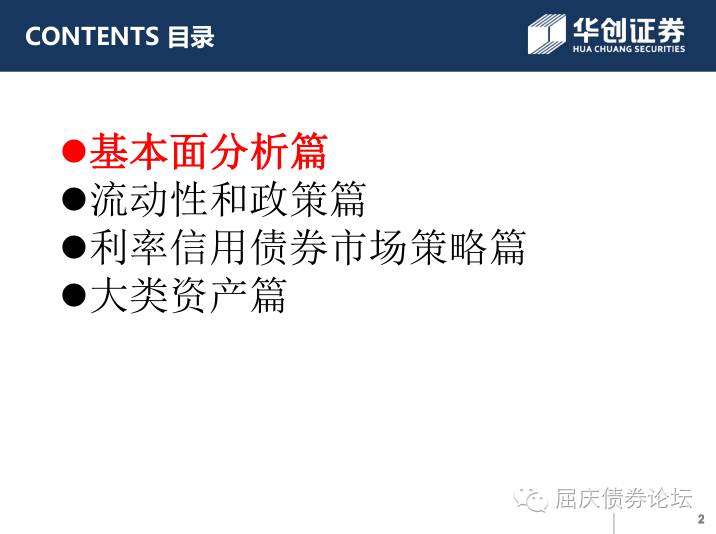 CONTENTS 目录
华创证券
HUA CHUANG SECURITIES
●基本面分析篇
●流动性和政策篇
●利率信用债券市场策略篇
●大类资产篇
屈庆债券论坛
2